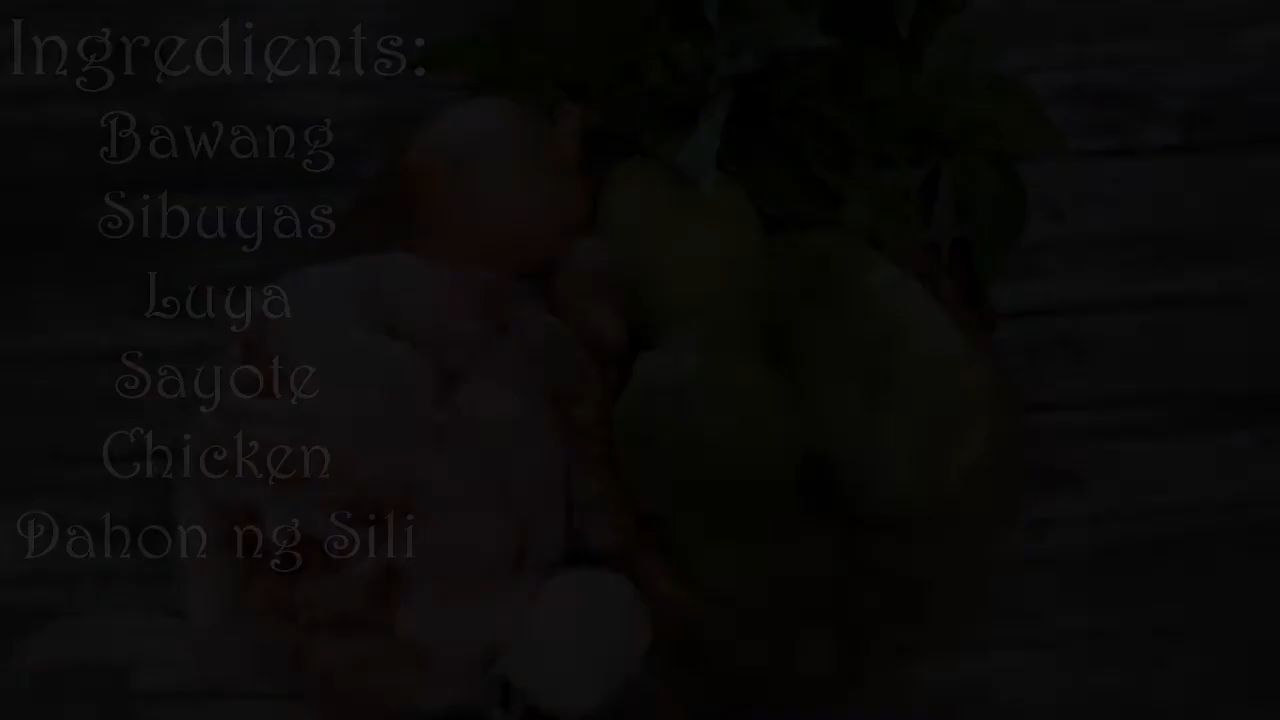 Ingredients:
Bawang
Sibuyas
Luya
Sayote
Chicken
Dahon ng Sili